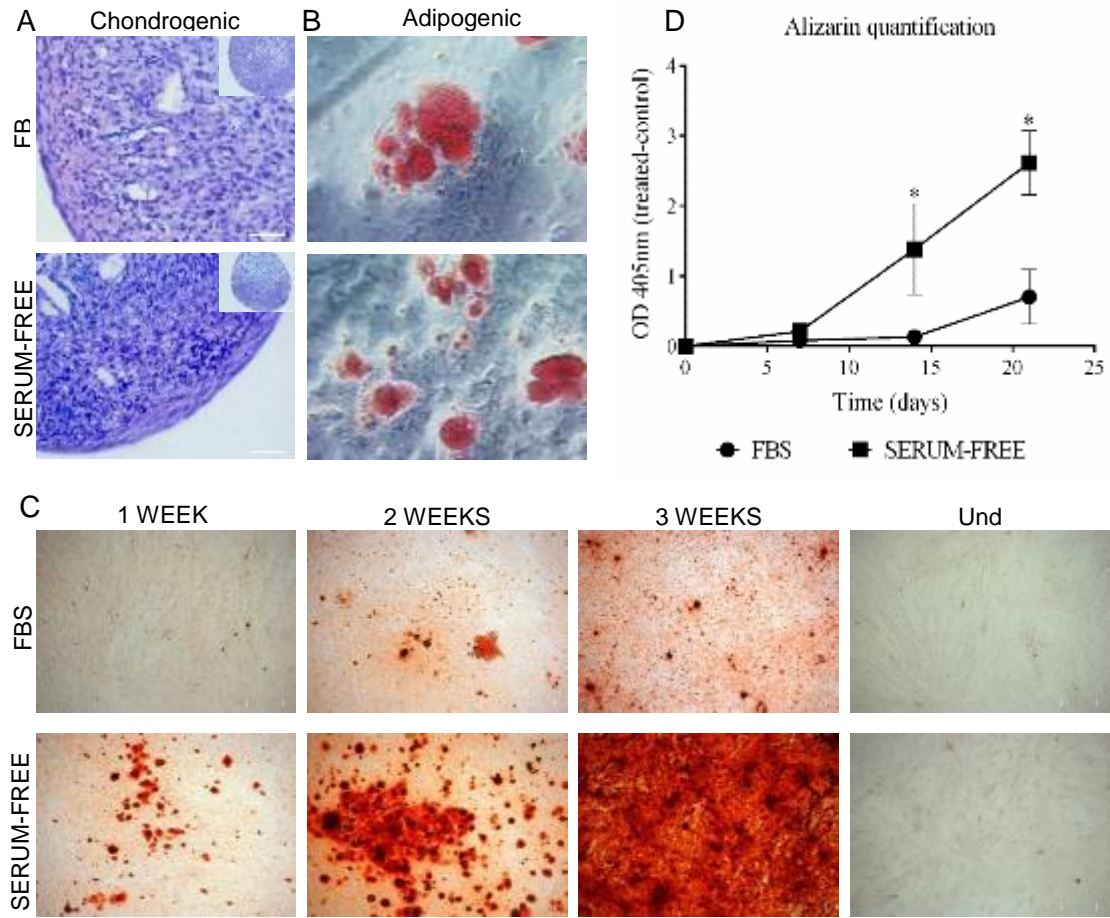 A Chondrogenic
B Adipogenic
FB
SERUM-FREE
D
Alizarin quantification
OD 405nm (treated-control)
4
3
2
1
0
*
*
0 5 10 15 20 25
Time (days)
FBS SERUM-FREE
C
1 WEEK 2 WEEKS 3 WEEKS Und
FBS
SERUM-FREE